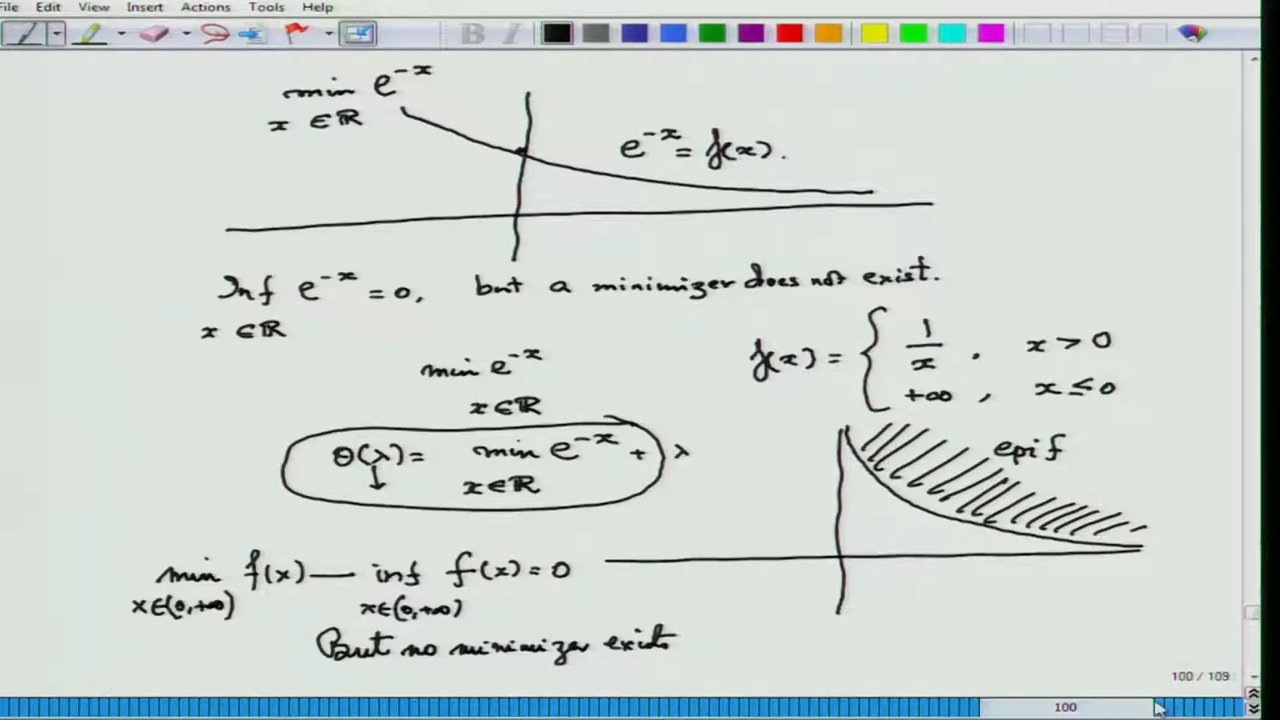 File Edit View Insert Actions Tools Help
min e^{-x}
x ∈ ℝ
e^{-x} = f(x).
Inf e^{-x} = 0, but a minimizer does not exist.
x ∈ ℝ
min e^{-x}
x ∈ ℝ
f(x) = { 1/x , x > 0
+∞ , x ≤ 0
θ(λ) = min e^{-x} + λ
x ∈ ℝ
epi f
min f(x) — inf f(x) = 0
x∈(0,+∞) x∈(0,+∞)
But no minimizer exists
100 / 109
100